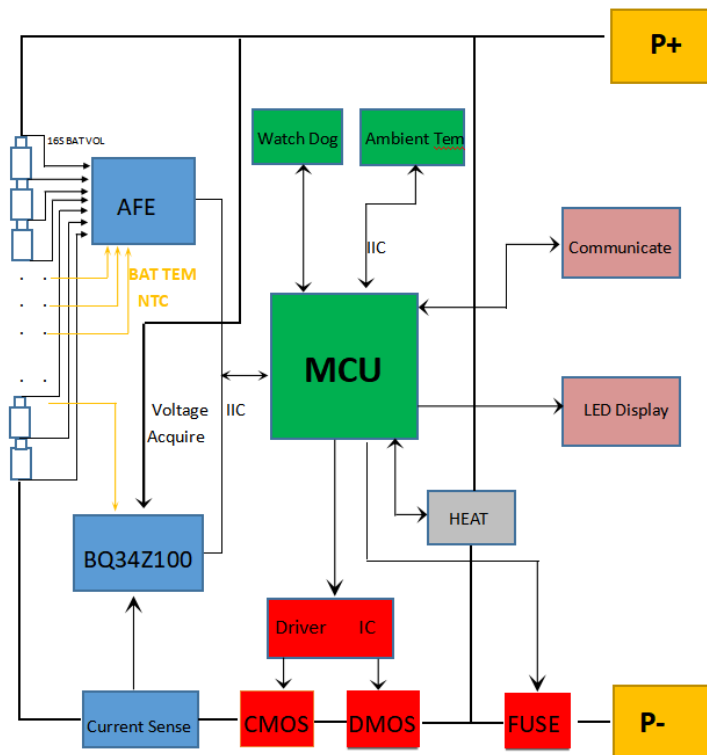 P+
16S BAT VOL
Watch Dog
Ambient Tem
AFE
IIC
Communicate
BAT TEM
NTC
MCU
Voltage
Acquire
IIC
LED Display
HEAT
BQ34Z100
Driver IC
Current Sense
CMOS
DMOS
FUSE
P-